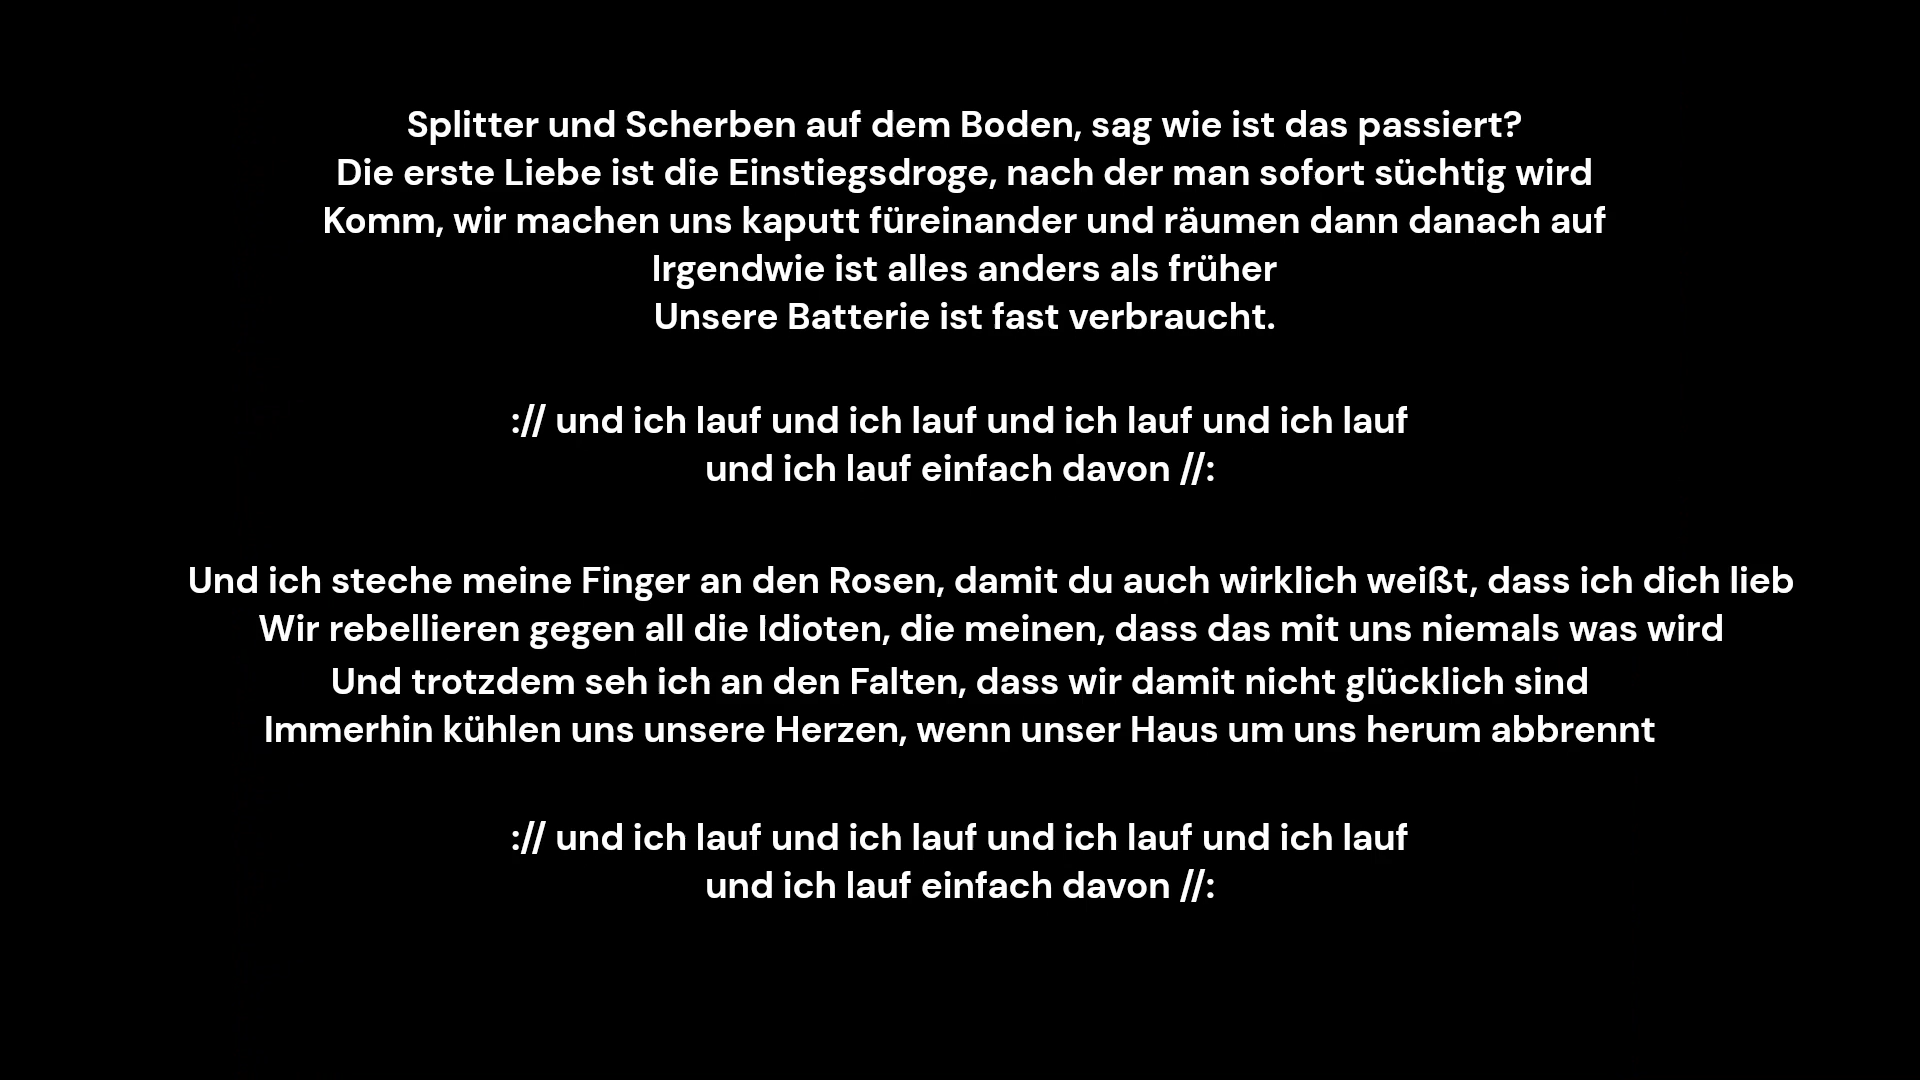 Splitter und Scherben auf dem Boden, sag wie ist das passiert?
Die erste Liebe ist die Einstiegsdroge, nach der man sofort süchtig wird
Komm, wir machen uns kaputt füreinander und räumen dann danach auf
Irgendwie ist alles anders als früher
Unsere Batterie ist fast verbraucht.
:// und ich lauf und ich lauf und ich lauf und ich lauf
und ich lauf einfach davon //:
Und ich steche meine Finger an den Rosen, damit du auch wirklich weißt, dass ich dich lieb
Wir rebellieren gegen all die Idioten, die meinen, dass das mit uns niemals was wird
Und trotzdem seh ich an den Falten, dass wir damit nicht glücklich sind
Immerhin kühlen uns unsere Herzen, wenn unser Haus um uns herum abbrennt
:// und ich lauf und ich lauf und ich lauf und ich lauf
und ich lauf einfach davon //: